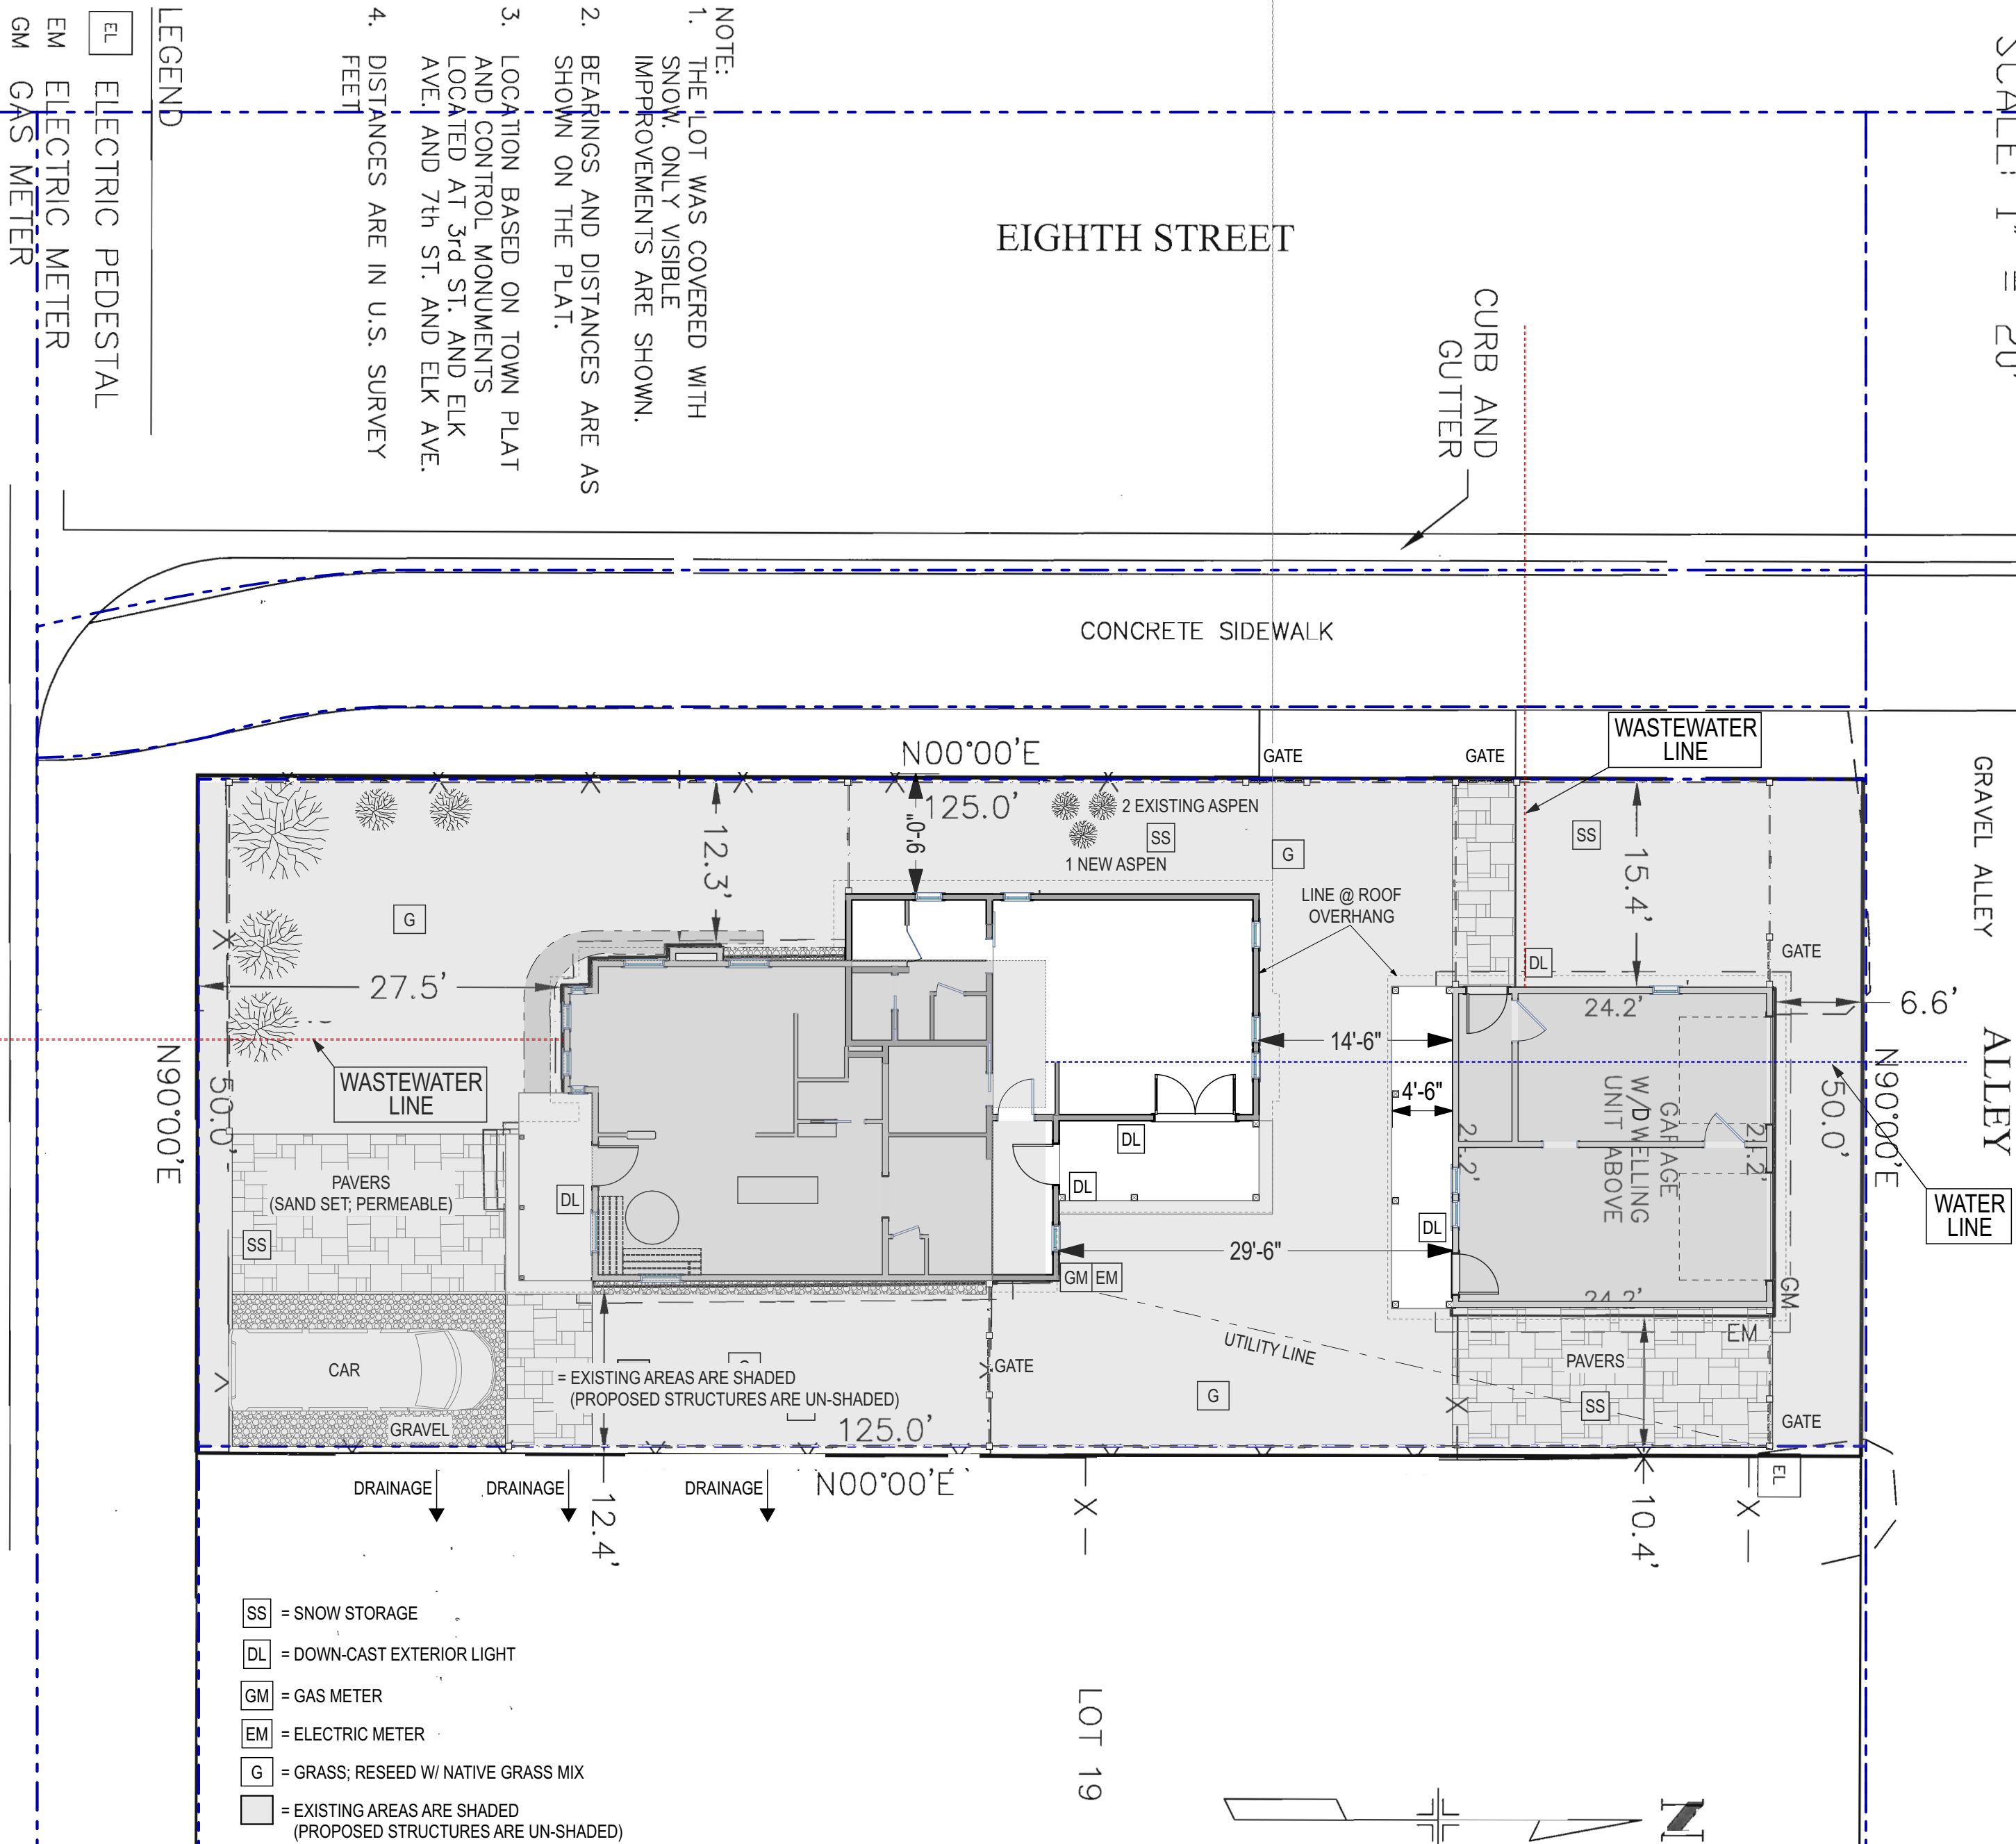 SCALE: 1" = 20'
NOTE:
1. THE LOT WAS COVERED WITH
SNOW. ONLY VISIBLE
IMPPROVEMENTS ARE SHOWN.
2. BEARINGS AND DISTANCES ARE AS
SHOWN ON THE PLAT.
3. LOCATION BASED ON TOWN PLAT
AND CONTROL MONUMENTS
LOCATED AT 3rd ST. AND ELK
AVE. AND 7th ST. AND ELK AVE.
4. DISTANCES ARE IN U.S. SURVEY
FEET
LEGEND
EL ELECTRIC PEDESTAL
EM ELECTRIC METER
GM GAS METER
EIGHTH STREET
CURB AND
GUTTER
CONCRETE SIDEWALK
WASTEWATER
LINE
N00°00'E
125.0'
GATE
GATE
GRAVEL ALLEY
12.3'
9'-0"
2 EXISTING ASPEN
SS
1 NEW ASPEN
G
SS
15.4'
LINE @ ROOF
OVERHANG
G
DL
GATE
27.5'
24.2'
6.6'
14'-6"
ALLEY
WASTEWATER
LINE
N90°00'E
50.0'
4'-6"
GARAGE
W/DWELLING
UNIT ABOVE
N90°00'E
50.0'
DL
DL
DL
DL
PAVERS
(SAND SET; PERMEABLE)
SS
WATER
LINE
29'-6"
GM EM
24.2'
GM
EM
UTILITY LINE
CAR
GRAVEL
= EXISTING AREAS ARE SHADED
(PROPOSED STRUCTURES ARE UN-SHADED)
GATE
G
PAVERS
SS
GATE
125.0'
N00°00'E
EL
DRAINAGE
DRAINAGE
DRAINAGE
12.4'
X
10.4'
X
SS = SNOW STORAGE
DL = DOWN-CAST EXTERIOR LIGHT
GM = GAS METER
EM = ELECTRIC METER
G = GRASS; RESEED W/ NATIVE GRASS MIX
= EXISTING AREAS ARE SHADED
(PROPOSED STRUCTURES ARE UN-SHADED)
LOT 19
N